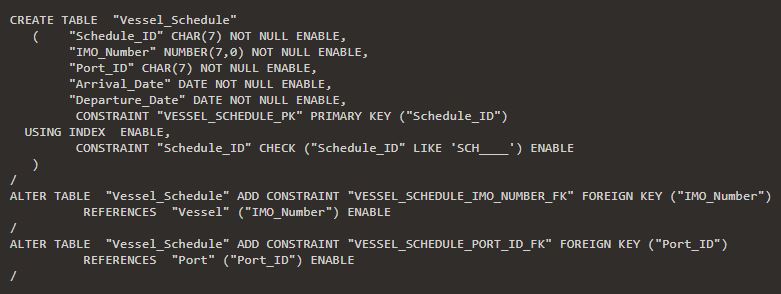 CREATE TABLE  "Vessel_Schedule"
   (    "Schedule_ID" CHAR(7) NOT NULL ENABLE,
        "IMO_Number" NUMBER(7,0) NOT NULL ENABLE,
        "Port_ID" CHAR(7) NOT NULL ENABLE,
        "Arrival_Date" DATE NOT NULL ENABLE,
        "Departure_Date" DATE NOT NULL ENABLE,
         CONSTRAINT "VESSEL_SCHEDULE_PK" PRIMARY KEY ("Schedule_ID")
  USING INDEX  ENABLE,
         CONSTRAINT "Schedule_ID" CHECK ("Schedule_ID" LIKE 'SCH____') ENABLE
   )
/
ALTER TABLE  "Vessel_Schedule" ADD CONSTRAINT "VESSEL_SCHEDULE_IMO_NUMBER_FK" FOREIGN KEY ("IMO_Number")
          REFERENCES  "Vessel" ("IMO_Number") ENABLE
/
ALTER TABLE  "Vessel_Schedule" ADD CONSTRAINT "VESSEL_SCHEDULE_PORT_ID_FK" FOREIGN KEY ("Port_ID")
          REFERENCES  "Port" ("Port_ID") ENABLE
/